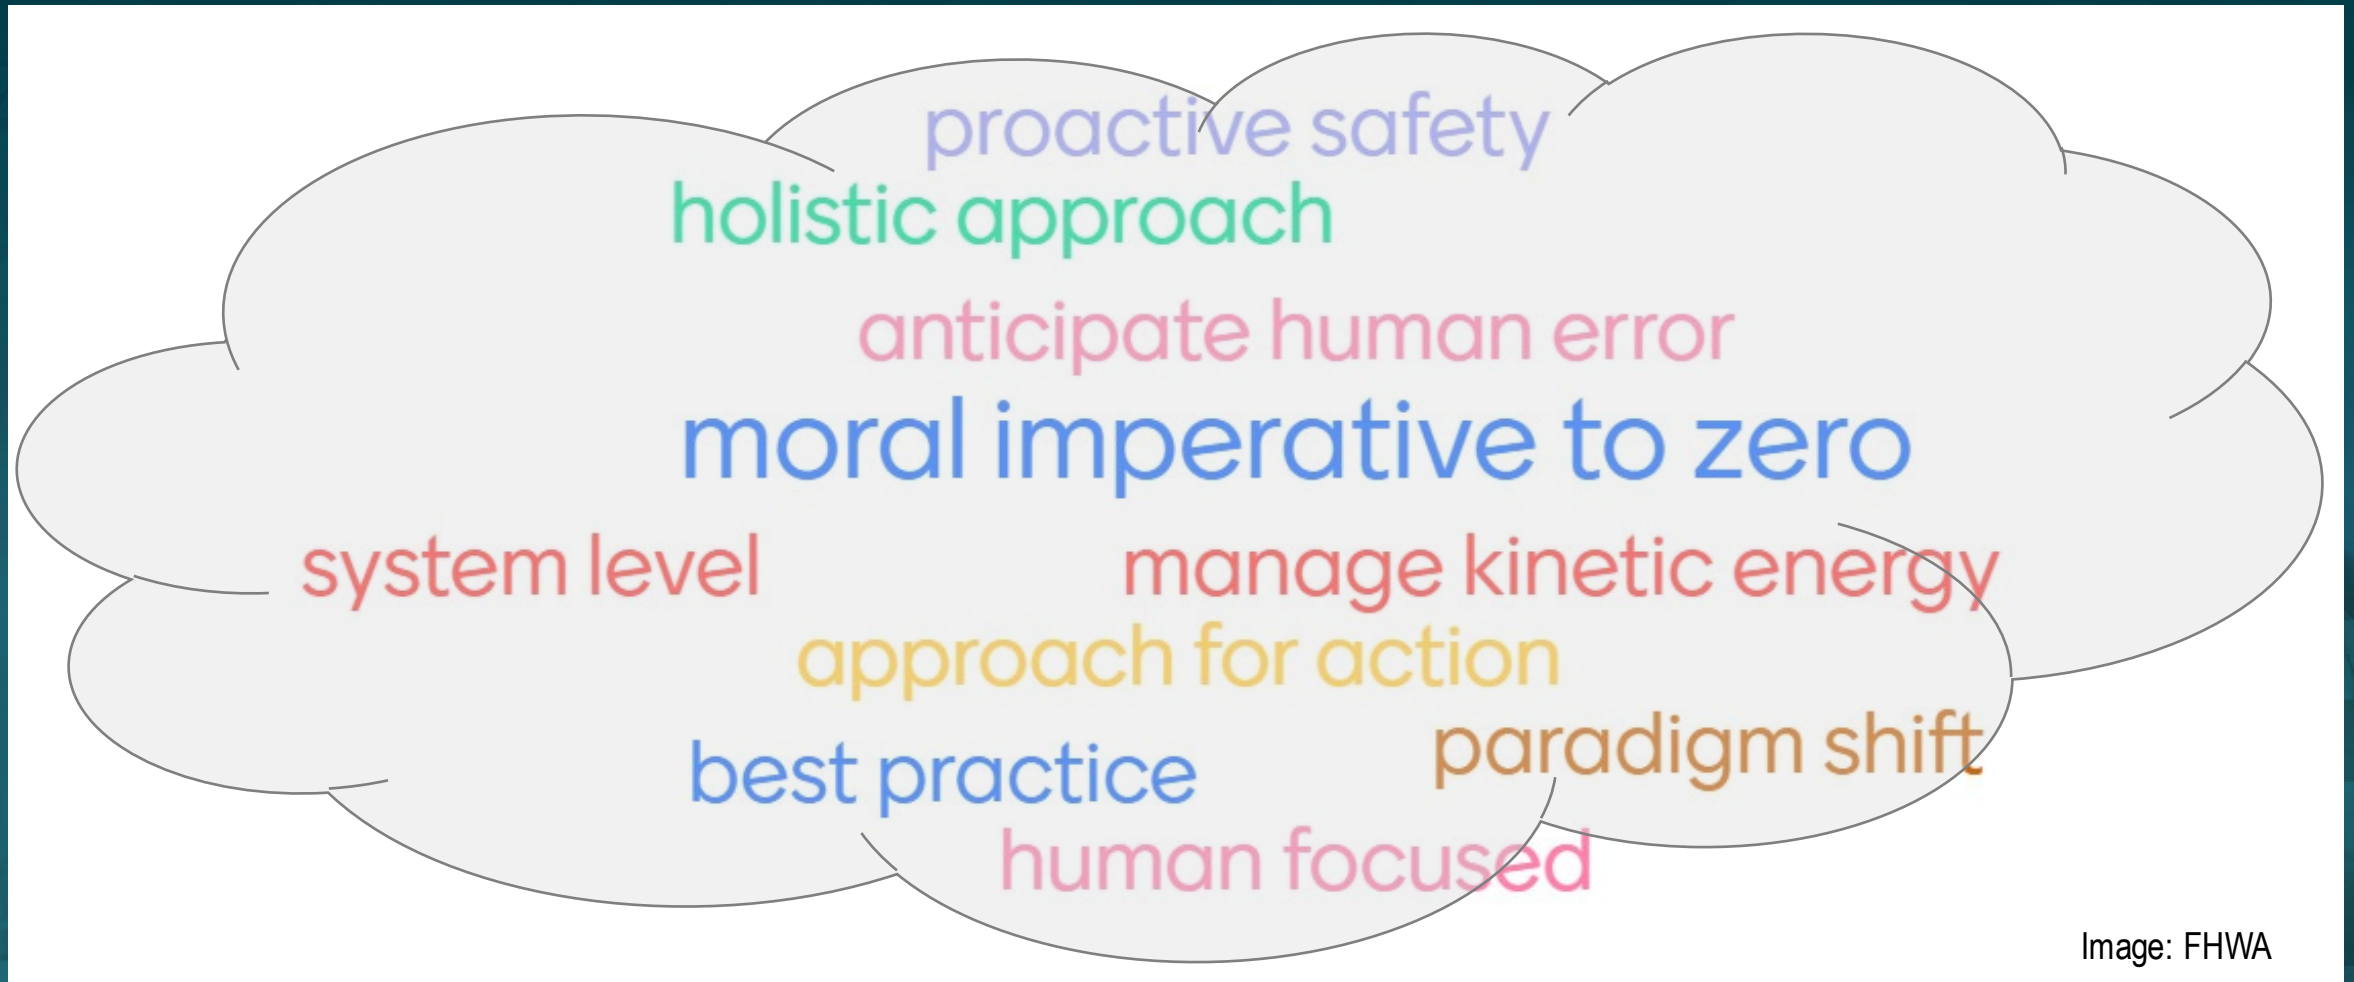 proactive safety
holistic approach
anticipate human error
moral imperative to zero
system level
manage kinetic energy
approach for action
paradigm shift
best practice
human focused
Image: FHWA